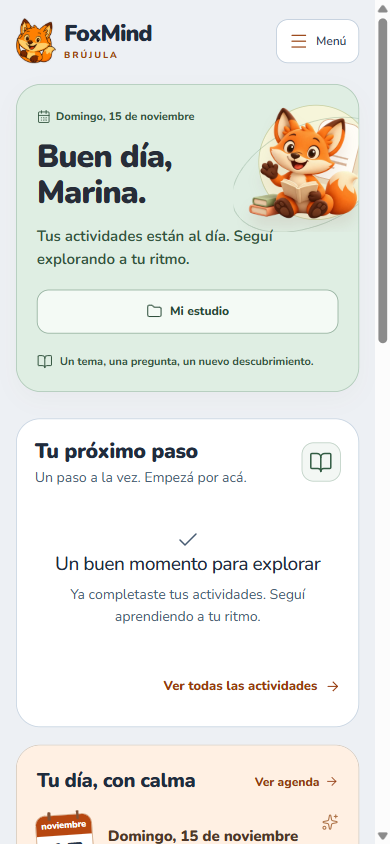 FoxMind
BRÚJULA
Menú
Domingo, 15 de noviembre
Buen día,
Marina.
Tus actividades están al día. Seguí
explorando a tu ritmo.
Mi estudio
Un tema, una pregunta, un nuevo descubrimiento.
Tu próximo paso
Un paso a la vez. Empezá por acá.
Un buen momento para explorar
Ya completaste tus actividades. Seguí
aprendiendo a tu ritmo.
Ver todas las actividades
Tu día, con calma
Ver agenda
noviembre
Domingo, 15 de noviembre